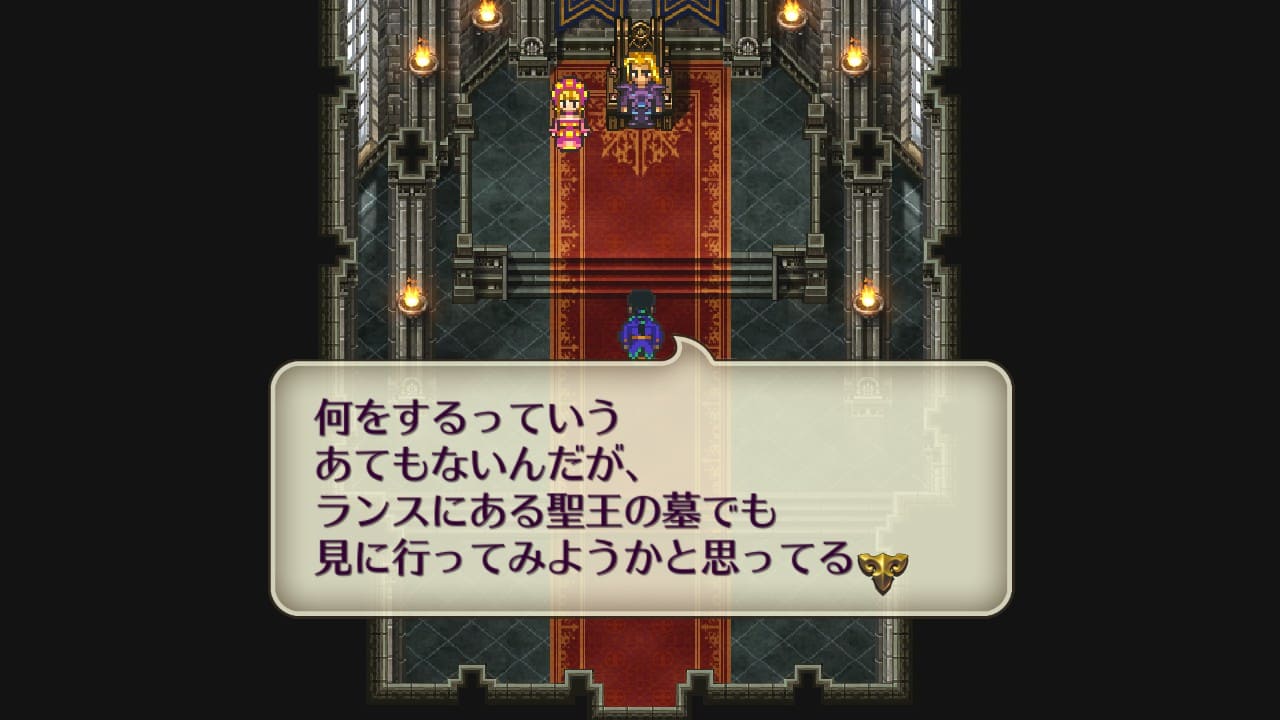 何をするっていう
あてもないんだが、
ランスにある聖王の墓でも
見に行ってみようかと思ってる